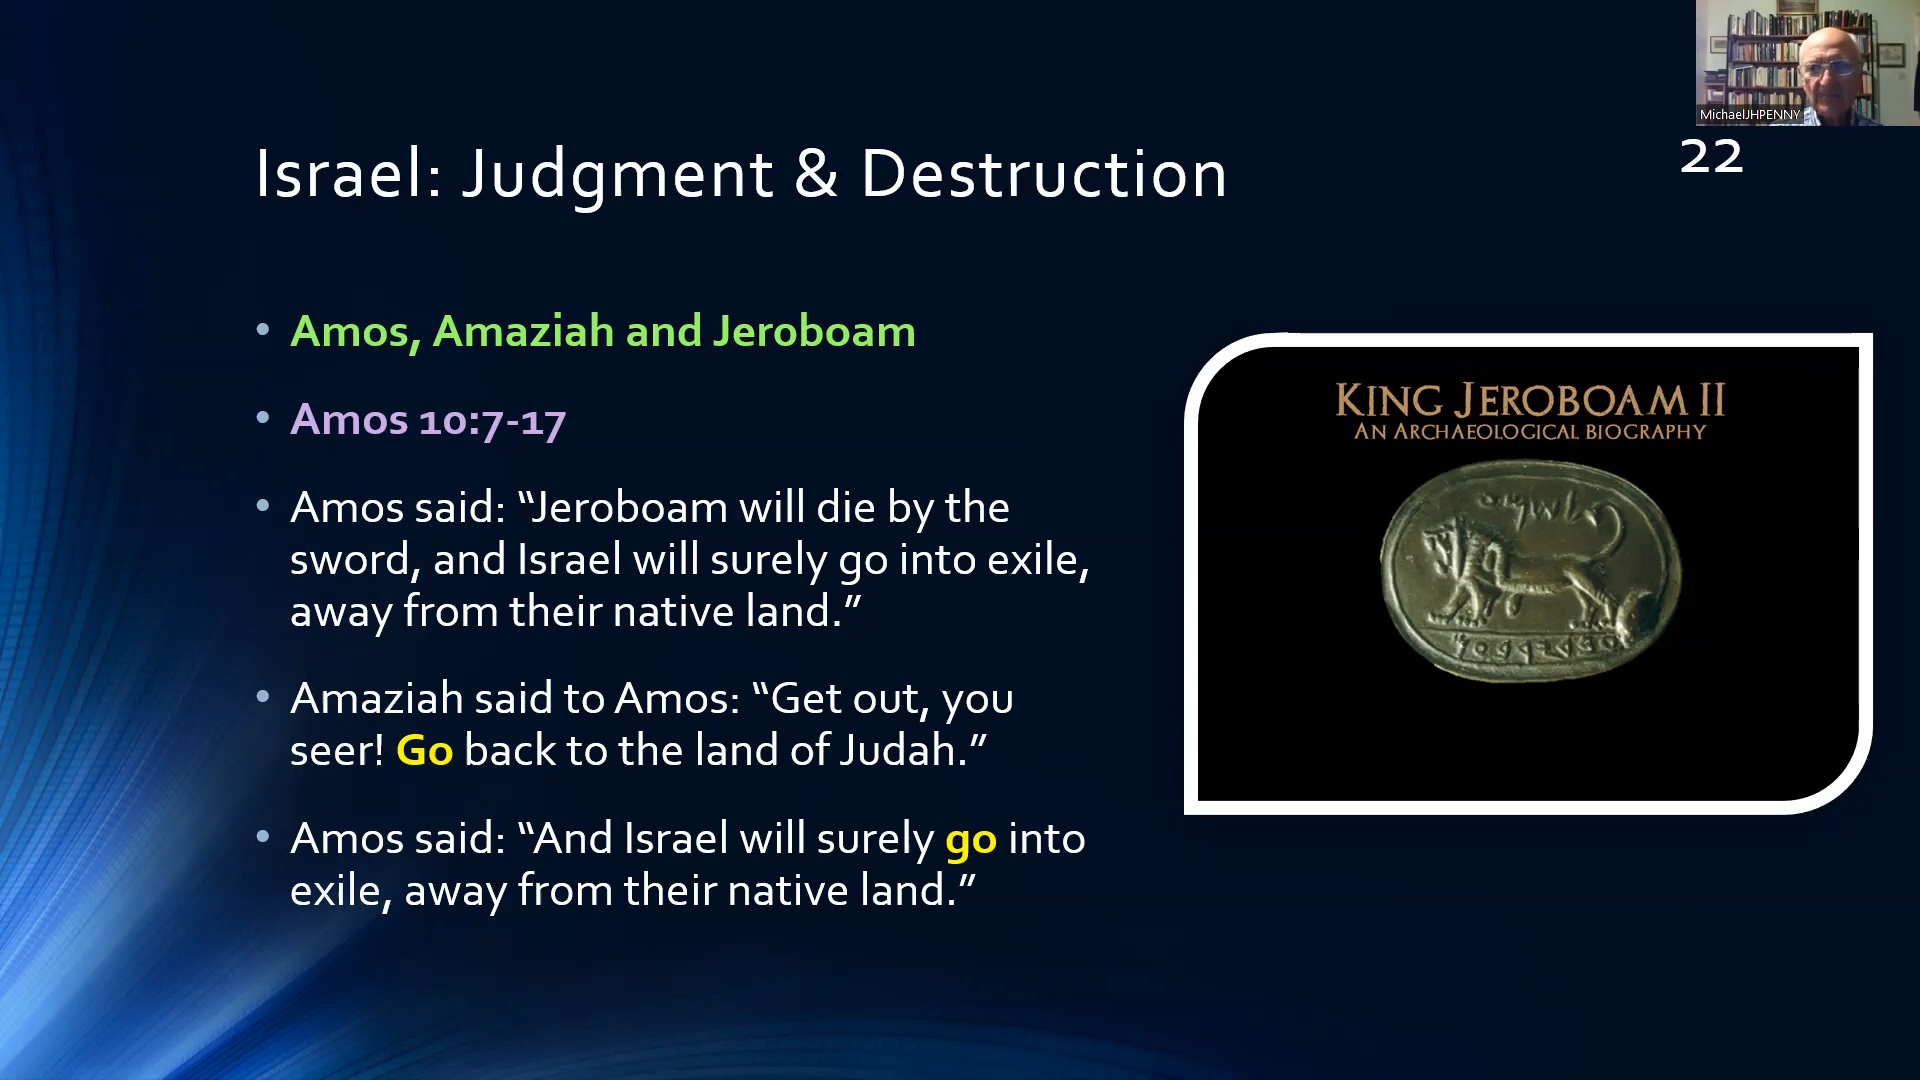 MichaelJHPENNY
22
Israel: Judgment & Destruction
• Amos, Amaziah and Jeroboam
• Amos 10:7-17
• Amos said: “Jeroboam will die by the
sword, and Israel will surely go into exile,
away from their native land.”
• Amaziah said to Amos: “Get out, you
seer! Go back to the land of Judah.”
• Amos said: “And Israel will surely go into
exile, away from their native land.”
KING JEROBOAM II
AN ARCHAEOLOGICAL BIOGRAPHY